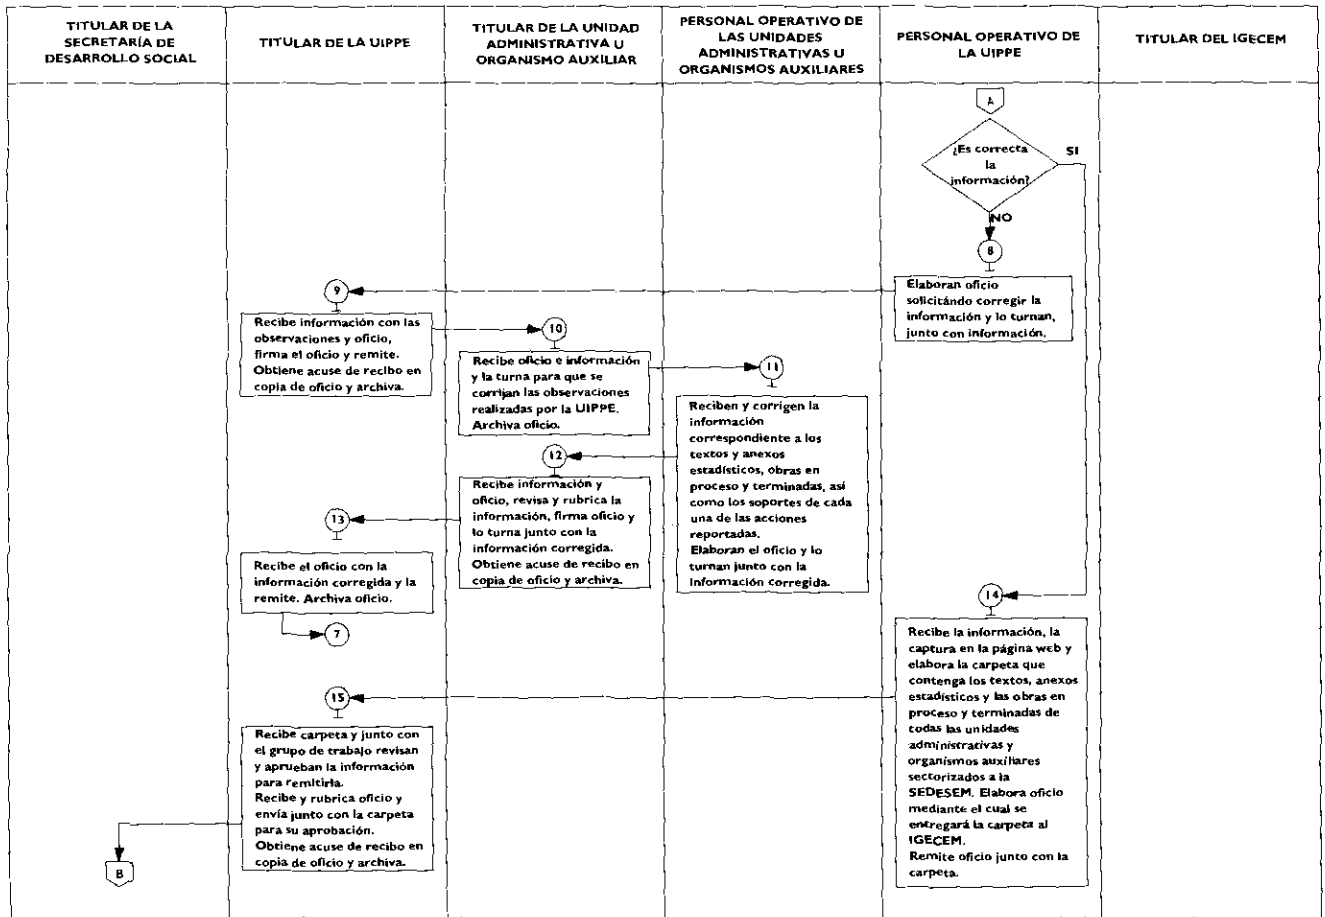 TITULAR DE LA
SECRETARÍA DE
DESARROLLO SOCIAL
TITULAR DE LA UIPPE
TITULAR DE LA UNIDAD
ADMINISTRATIVA U
ORGANISMO AUXILIAR
PERSONAL OPERATIVO DE
LAS UNIDADES
ADMINISTRATIVAS U
ORGANISMOS AUXILIARES
PERSONAL OPERATIVO DE
LA UIPPE
TITULAR DEL IGECEM
A
¿Es correcta
la
información?
SI
NO
8
Elaboran oficio
solicitándo corregir la
información y lo turnan,
junto con información.
9
Recibe información con las
observaciones y oficio,
firma el oficio y remite.
Obtiene acuse de recibo en
copia de oficio y archiva.
10
Recibe oficio e información
y la turna para que se
corrijan las observaciones
realizadas por la UIPPE.
Archiva oficio.
11
Reciben y corrigen la
información
correspondiente a los
textos y anexos
estadísticos, obras en
proceso y terminadas, así
como los soportes de cada
una de las acciones
reportadas.
Elaboran el oficio y lo
turnan junto con la
información corregida.
12
Recibe información y
oficio, revisa y rubrica la
información, firma oficio y
lo turna junto con la
información corregida.
Obtiene acuse de recibo en
copia de oficio y archiva.
13
Recibe el oficio con la
información corregida y la
remite. Archiva oficio.
7
14
Recibe la información, la
captura en la página web y
elabora la carpeta que
contenga los textos, anexos
estadísticos y las obras en
proceso y terminadas de
todas las unidades
administrativas y
organismos auxiliares
sectorizados a la
SEDESEM. Elabora oficio
mediante el cual se
entregará la carpeta al
IGECEM.
Remite oficio junto con la
carpeta.
15
Recibe carpeta y junto con
el grupo de trabajo revisan
y aprueban la información
para remitirla.
Recibe y rubrica oficio y
envía junto con la carpeta
para su aprobación.
Obtiene acuse de recibo en
copia de oficio y archiva.
B